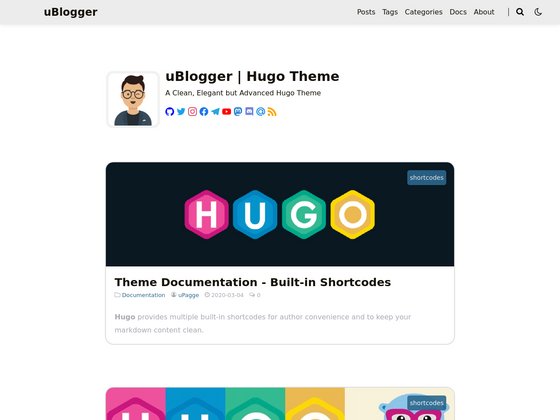 uBlogger
Posts Tags Categories Docs About
uBlogger | Hugo Theme
A Clean, Elegant but Advanced Hugo Theme
shortcodes
HUGO
Theme Documentation - Built-in Shortcodes
Documentation uPagge 2020-03-04 0
Hugo provides multiple built-in shortcodes for author convenience and to keep your
markdown content clean.
shortcodes
HUGO